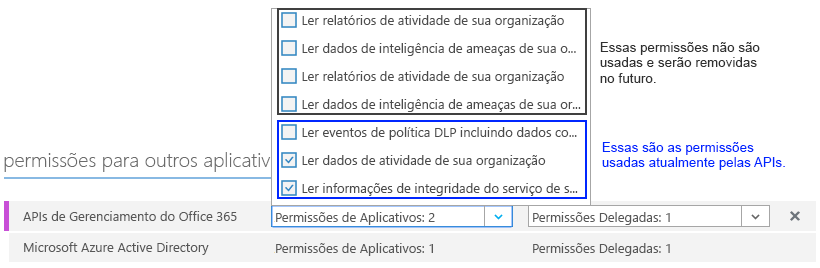 Ler relatórios de atividade de sua organização
Ler dados de inteligência de ameaças de sua o...
Ler relatórios de atividade de sua organização
Ler dados de inteligência de ameaças de sua or...
Essas permissões não são
usadas e serão removidas
no futuro.
Ler eventos de política DLP incluindo dados co...
Ler dados de atividade de sua organização
Ler informações de integridade do serviço de s...
Essas são as permissões
usadas atualmente pelas APIs.
permissões para outros aplicativ
APIs de Gerenciamento do Office 365
Permissões de Aplicativos: 2
Permissões Delegadas: 1
Microsoft Azure Active Directory
Permissões de Aplicativos: 1
Permissões Delegadas: 1